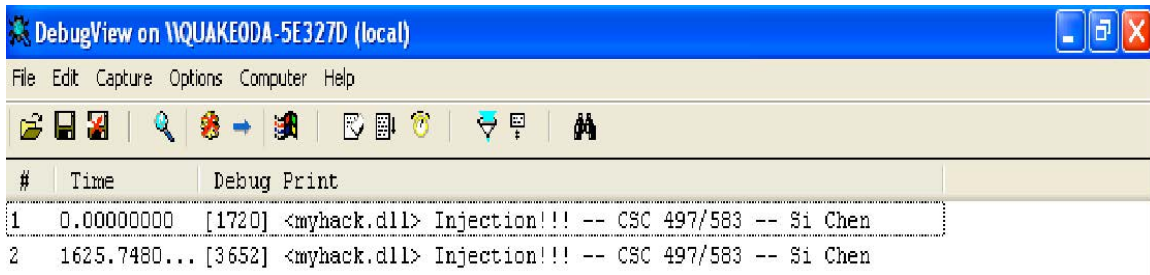 DebugView on \\QUAKE0DA-5E327D (local)
File Edit Capture Options Computer Help
# Time Debug Print
1 0.00000000 [1720] <myhack.dll> Injection!!! -- CSC 497/583 -- Si Chen
2 1625.7480... [3652] <myhack.dll> Injection!!! -- CSC 497/583 -- Si Chen